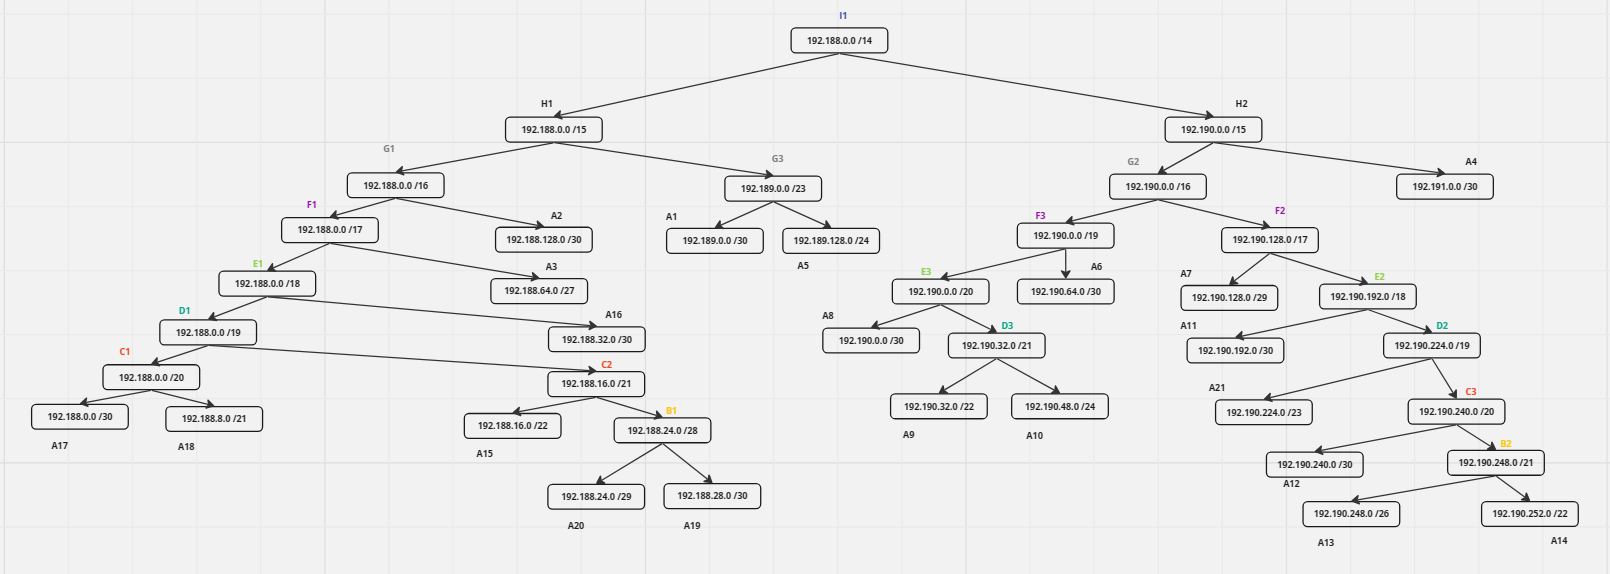 I1
192.188.0.0 /14
H1
H2
192.188.0.0 /15
192.190.0.0 /15
G1
G3
G2
A4
192.188.0.0 /16
192.189.0.0 /23
192.190.0.0 /16
191.191.0.0 /30
F1
A2
A1
F3
F2
192.188.0.0 /17
192.188.128.0 /30
192.189.0.0 /30
192.189.128.0 /24
192.190.0.0 /19
192.190.128.0 /17
E1
A3
A5
E3
A6
A7
E2
192.188.0.0 /18
192.188.64.0 /27
192.190.0.0 /20
192.190.64.0 /30
192.190.128.0 /29
192.190.192.0 /18
D1
A16
A8
D3
A11
D2
192.188.0.0 /19
192.188.32.0 /30
192.190.0.0 /30
192.190.32.0 /21
192.190.192.0 /30
192.190.224.0 /19
C1
C2
A21
C3
192.188.0.0 /20
192.188.16.0 /21
192.190.32.0 /22
192.190.48.0 /24
192.190.224.0 /23
192.190.240.0 /20
B1
192.188.0.0 /30
192.188.8.0 /21
192.188.16.0 /22
192.188.24.0 /28
A9
A10
B2
A17
A18
A15
192.190.240.0 /30
192.190.248.0 /21
A12
192.188.24.0 /29
192.188.28.0 /30
192.190.248.0 /26
192.190.252.0 /22
A20
A19
A13
A14